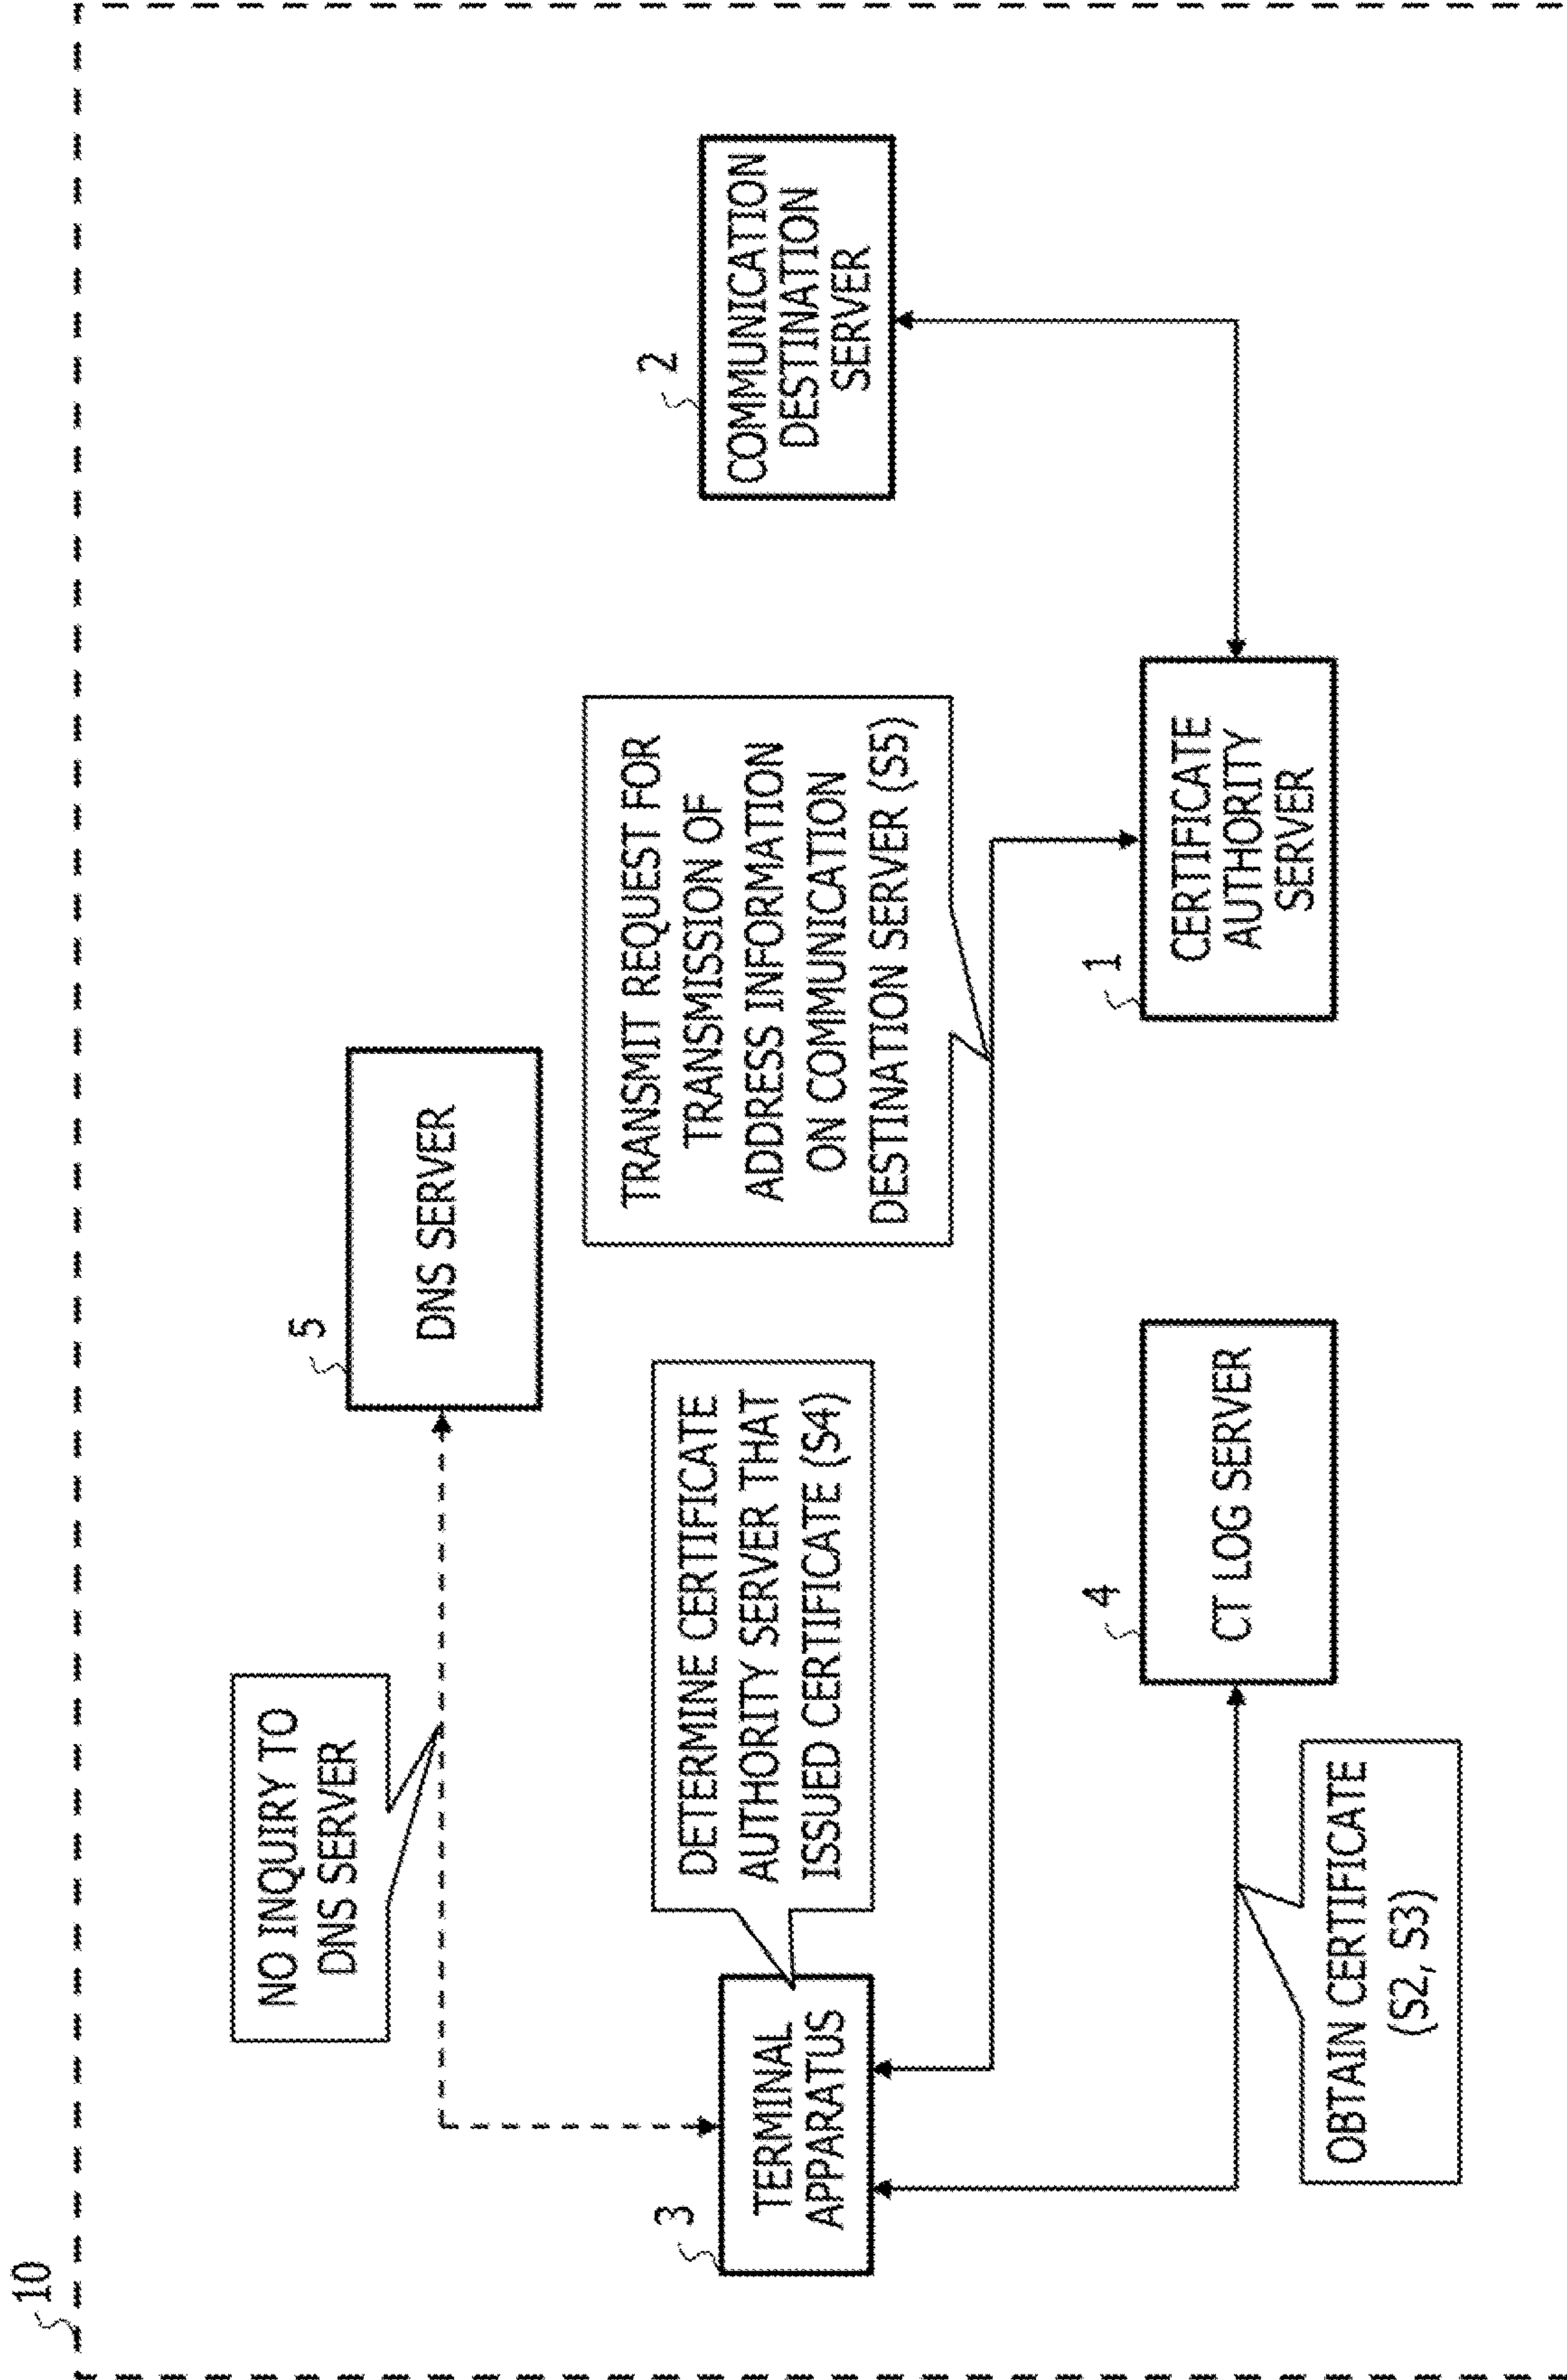 10
NO INQUIRY TO
DNS SERVER
5
DNS SERVER
3
TERMINAL
APPARATUS
DETERMINE CERTIFICATE
AUTHORITY SERVER THAT
ISSUED CERTIFICATE (S4)
TRANSMIT REQUEST FOR
TRANSMISSION OF
ADDRESS INFORMATION
ON COMMUNICATION
DESTINATION SERVER (S5)
2
COMMUNICATION
DESTINATION
SERVER
4
CT LOG SERVER
1
CERTIFICATE
AUTHORITY
SERVER
OBTAIN CERTIFICATE
(S2, S3)